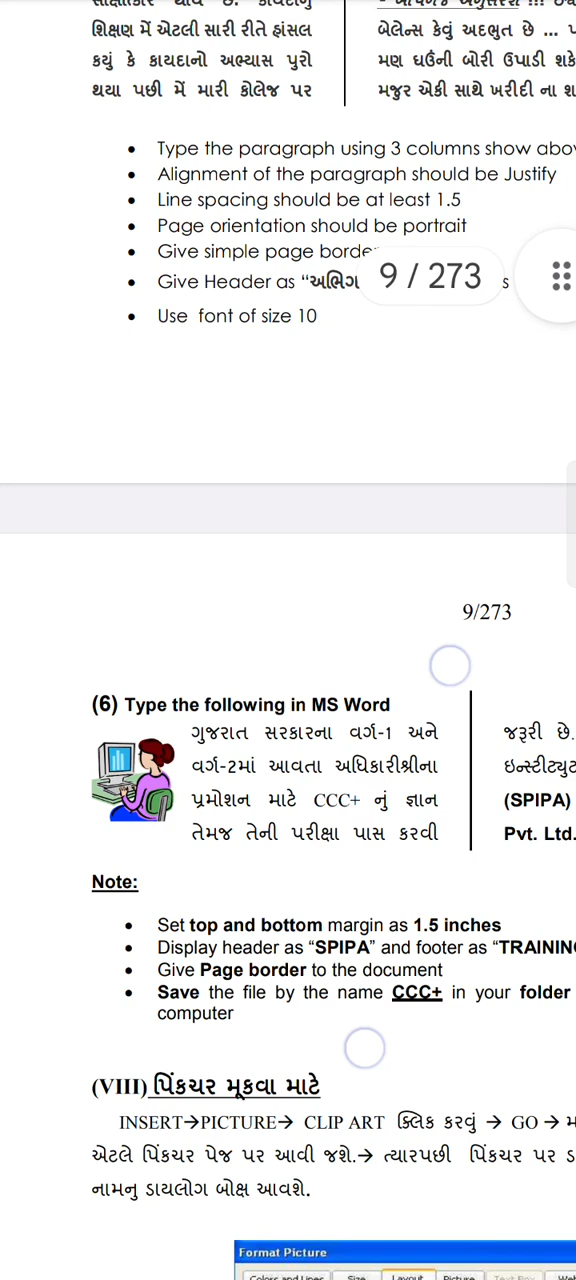 શિક્ષણ મેં એટલી સારી રીતે હાંસલ
કર્યું કે કાયદાનો અભ્યાસ પુરો
થયા પછી મેં મારી કોલેજ પર
બેલેન્સ કેવું અદભુત છે ...
મણ ઘઉંની બોરી ઉપાડી શકે
મજુર એકી સાથે ખરીદી ના
• Type the paragraph using 3 columns show
• Alignment of the paragraph should be Justify
• Line spacing should be at least 1.5
• Page orientation should be portrait
• Give simple page border
• Give Header as “અભિગ
9 / 273
• Use font of size 10
9/273
(6) Type the following in MS Word
ગુજરાત સરકારના વર્ગ-1 અને
વર્ગ-2માં આવતા અધિકારીશ્રીના
પ્રમોશન માટે CCC+ નું જ્ઞાન
તેમજ તેની પરીક્ષા પાસ કરવી
જરૂરી છે.
ઇન્સ્ટીટ્યુટ
(SPIPA)
Pvt. Ltd.
Note:
• Set top and bottom margin as 1.5 inches
• Display header as “SPIPA” and footer as “TRAINING
• Give Page border to the document
• Save the file by the name CCC+ in your folder
computer
(VIII) પિંકચર મૂકવા માટે
INSERT→PICTURE→ CLIP ART ક્લિક કરવું → GO →
એટલે પિંકચર પેજ પર આવી જશે.→ ત્યારપછી પિંકચર પર
નામનુ ડાયલોગ બોક્ષ આવશે.
Format Picture
Colors and Lines Size Layout Picture Text Box